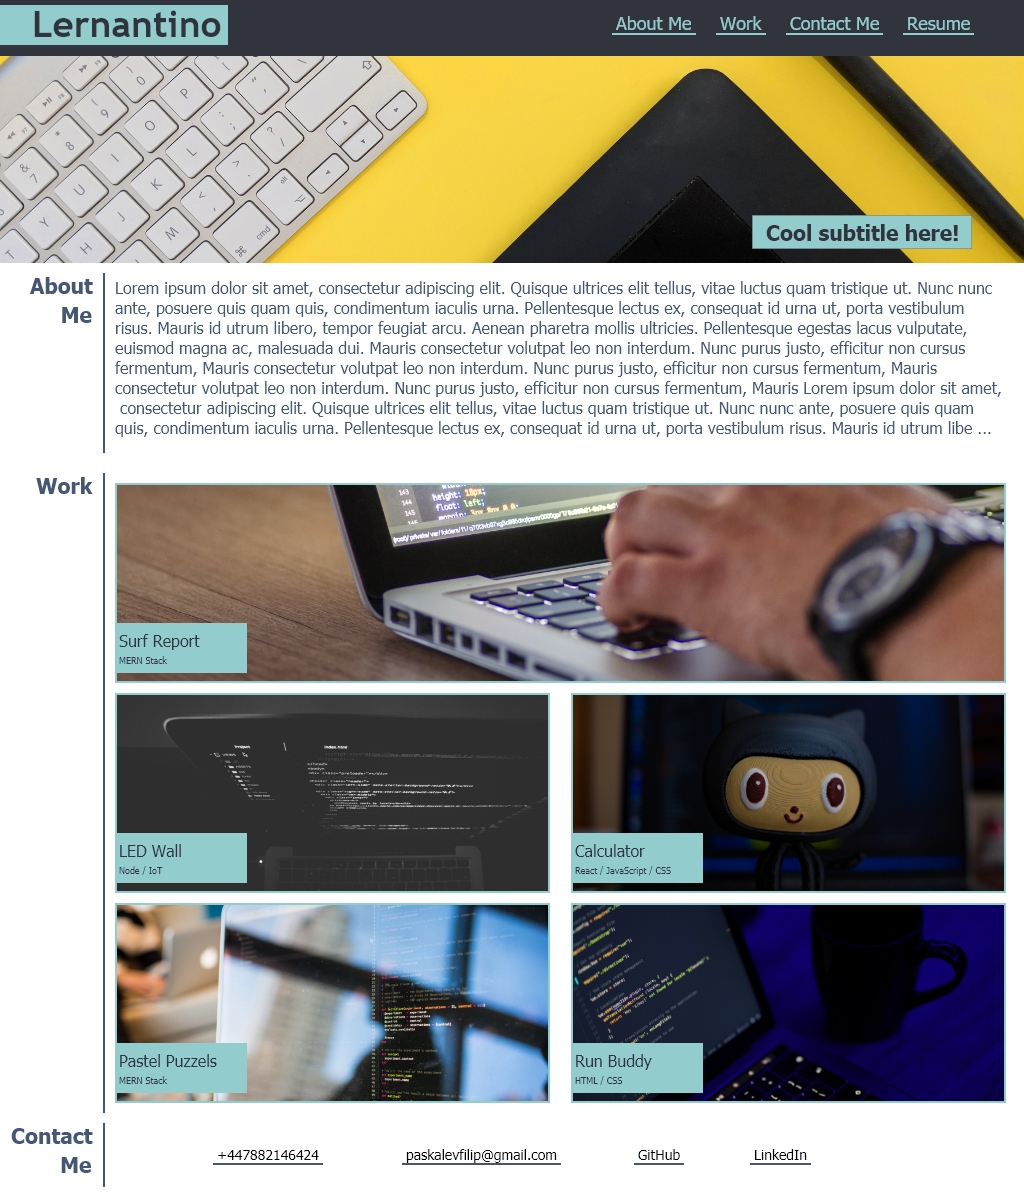 Lernantino
About Me Work Contact Me Resume
Cool subtitle here!
About
Me
Lorem ipsum dolor sit amet, consectetur adipiscing elit. Quisque ultrices elit tellus, vitae luctus quam tristique ut. Nunc nunc
ante, posuere quis quam quis, condimentum iaculis urna. Pellentesque lectus ex, consequat id urna ut, porta vestibulum
risus. Mauris id utrum libero, tempor feugiat arcu. Aenean pharetra mollis ultricies. Pellentesque egestas lacus vulputate,
euismod magna ac, malesuada dui. Mauris consectetur volutpat leo non interdum. Nunc purus justo, efficitur non cursus
fermentum, Mauris consectetur volutpat leo non interdum. Nunc purus justo, efficitur non cursus fermentum, Mauris
consectetur volutpat leo non interdum. Nunc purus justo, efficitur non cursus fermentum, Mauris Lorem ipsum dolor sit amet,
consectetur adipiscing elit. Quisque ultrices elit tellus, vitae luctus quam tristique ut. Nunc nunc ante, posuere quis quam
quis, condimentum iaculis urna. Pellentesque lectus ex, consequat id urna ut, porta vestibulum risus. Mauris id utrum libe ...
Work
height: 10px;
float: left;
Surf Report
MERN Stack
Project
index.html
LED Wall
Node / IoT
Calculator
React / JavaScript / CSS
Pastel Puzzels
MERN Stack
Run Buddy
HTML / CSS
Contact
Me
+447882146424 paskalevfilip@gmail.com GitHub LinkedIn